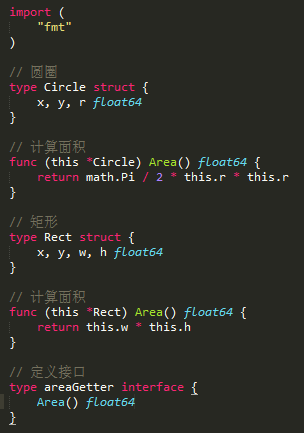 import (
    "fmt"
)
// 圆圈
type Circle struct {
    x, y, r float64
}
// 计算面积
func (this *Circle) Area() float64 {
    return math.Pi / 2 * this.r * this.r
}
// 矩形
type Rect struct {
    x, y, w, h float64
}
// 计算面积
func (this *Rect) Area() float64 {
    return this.w * this.h
}
// 定义接口
type areaGetter interface {
    Area() float64
}